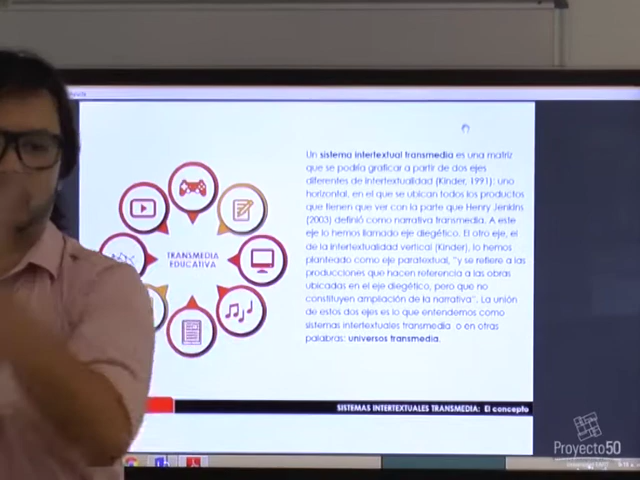 Un sistema intertextual transmedia es una matriz
que se podría graficar a partir de dos ejes
diferentes de intertextualidad (Kinder, 1991): uno
horizontal, en el que se ubican todos los productos
que tienen que ver con la parte que Henry Jenkins
(2003) definió como narrativa transmedia. A este
eje lo hemos llamado eje diegético. El otro eje, el
de la intertextualidad vertical (Kinder), lo hemos
planteado como eje paratextual, "y se refiere a las
producciones que hacen referencia a las obras
ubicadas en el eje diegético, pero que no
constituyen ampliación de la narrativa". La unión
de estos dos ejes es lo que entendemos como
sistemas intertextuales transmedia o en otras
palabras: universos transmedia.
TRANSMEDIA
EDUCATIVA
SISTEMAS INTERTEXTUALES TRANSMEDIA: El concepto
Proyecto50